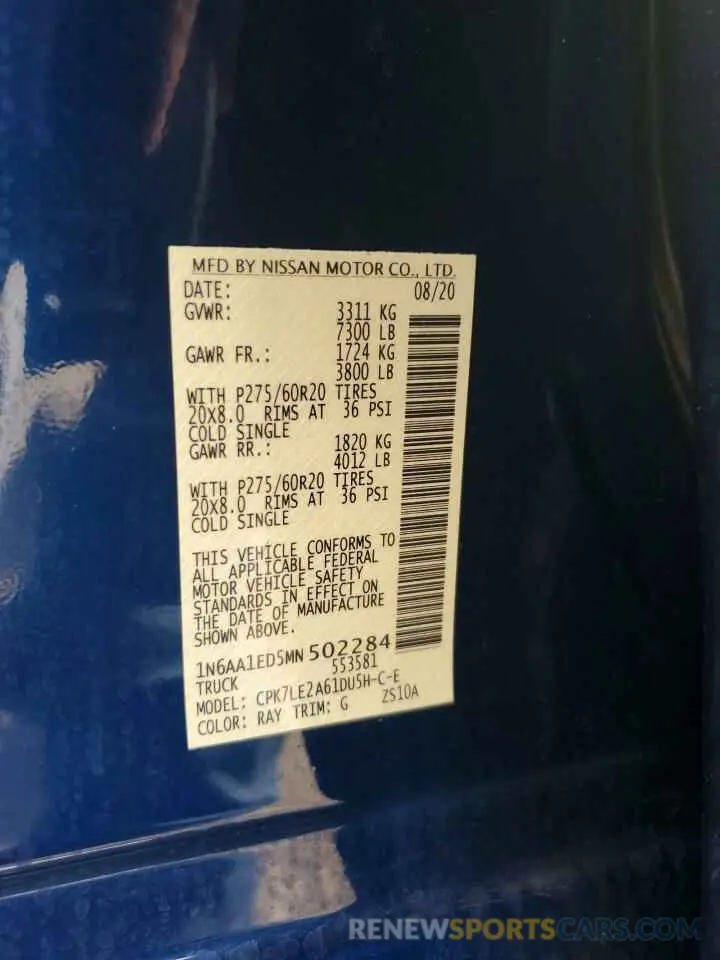 MFD BY NISSAN MOTOR CO., LTD.
DATE: 08/20
GVWR: 3311 KG
7300 LB
GAWR FR.: 1724 KG
3800 LB
WITH P275/60R20 TIRES
20X8.0 RIMS AT 36 PSI
COLD SINGLE
GAWR RR.: 1820 KG
4012 LB
WITH P275/60R20 TIRES
20X8.0 RIMS AT 36 PSI
COLD SINGLE
THIS VEHICLE CONFORMS TO
ALL APPLICABLE FEDERAL
MOTOR VEHICLE SAFETY
STANDARDS IN EFFECT ON
THE DATE OF MANUFACTURE
SHOWN ABOVE.
1N6AA1ED5MN502284
553581
TRUCK
MODEL: CPK7LE2A61DU5H-C-E
COLOR: RAY TRIM: G ZS10A
RENEWSPORTSCARS.COM